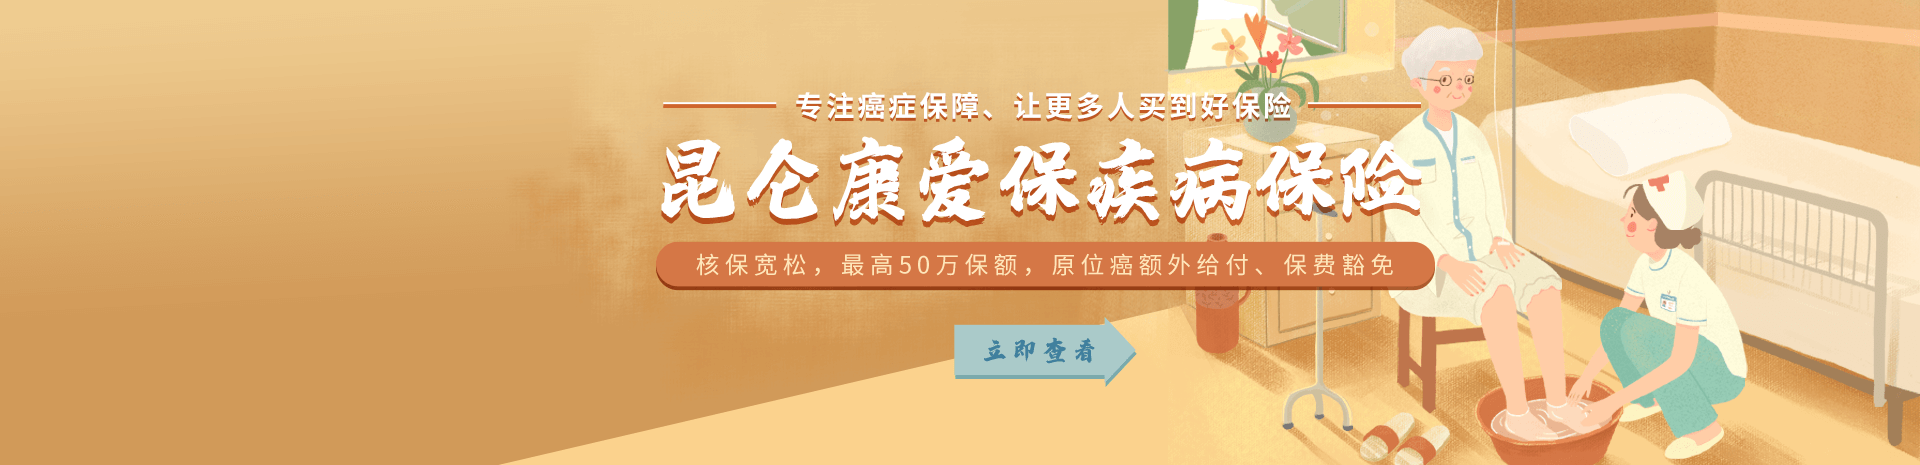 专注癌症保障、让更多人买到好保险
昆仑康爱保疾病保险
核保宽松，最高50万保额，原位癌额外给付、保费豁免
立即查看